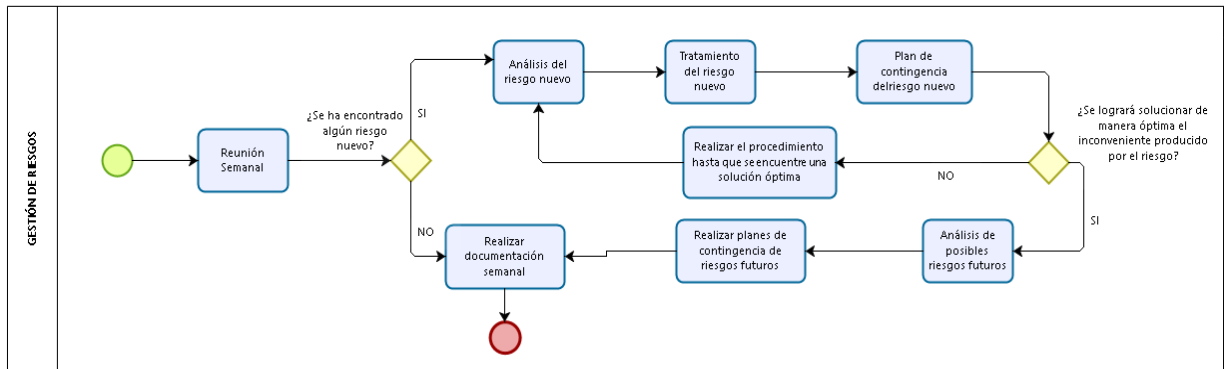 GESTIÓN DE RIESGOS
Reunión
Semanal
¿Se ha encontrado
algún riesgo
nuevo?
SI
NO
Análisis del
riesgo nuevo
Tratamiento
del riesgo
nuevo
Plan de
contingencia
delriesgo nuevo
¿Se logrará solucionar de
manera óptima el
inconveniente producido
por el riesgo?
NO
SI
Realizar el procedimiento
hasta que seencuentre una
solución óptima
Análisis de
posibles
riesgos futuros
Realizar planes de
contingencia de
riesgos futuros
Realizar
documentación
semanal